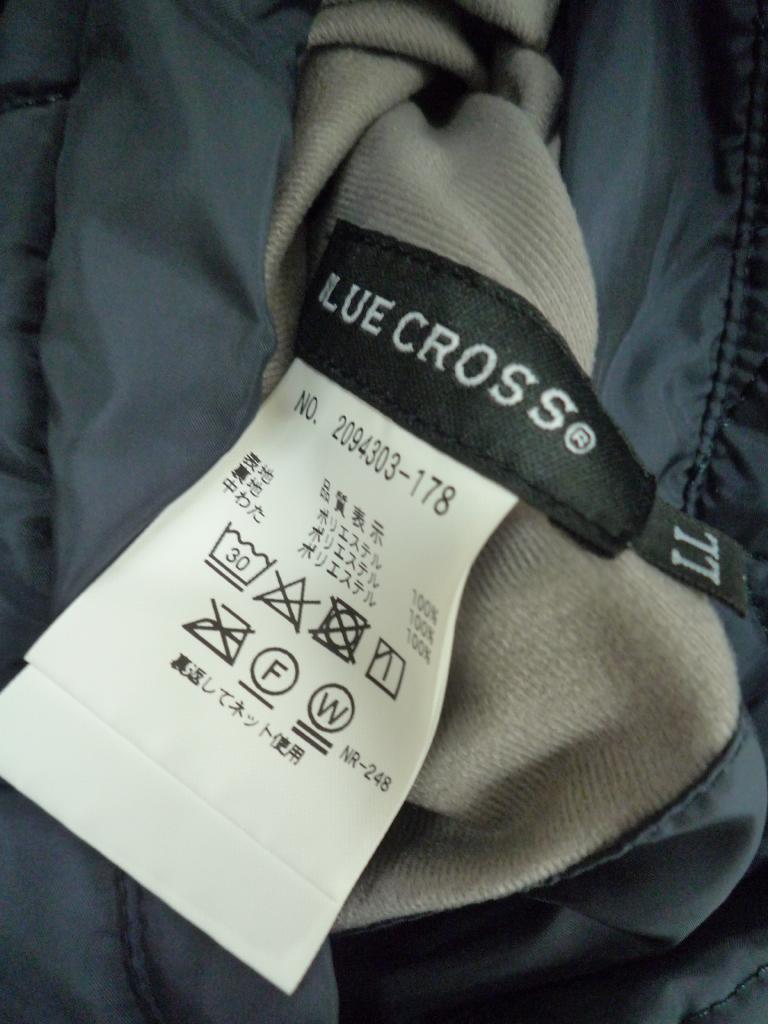 BLUE CROSS®
LL
NO. 2094303-178
品質表示
表地 ポリエステル 100%
裏地 ポリエステル 100%
中わた ポリエステル 100%
30
F
W
裏返してネット使用
NR-248